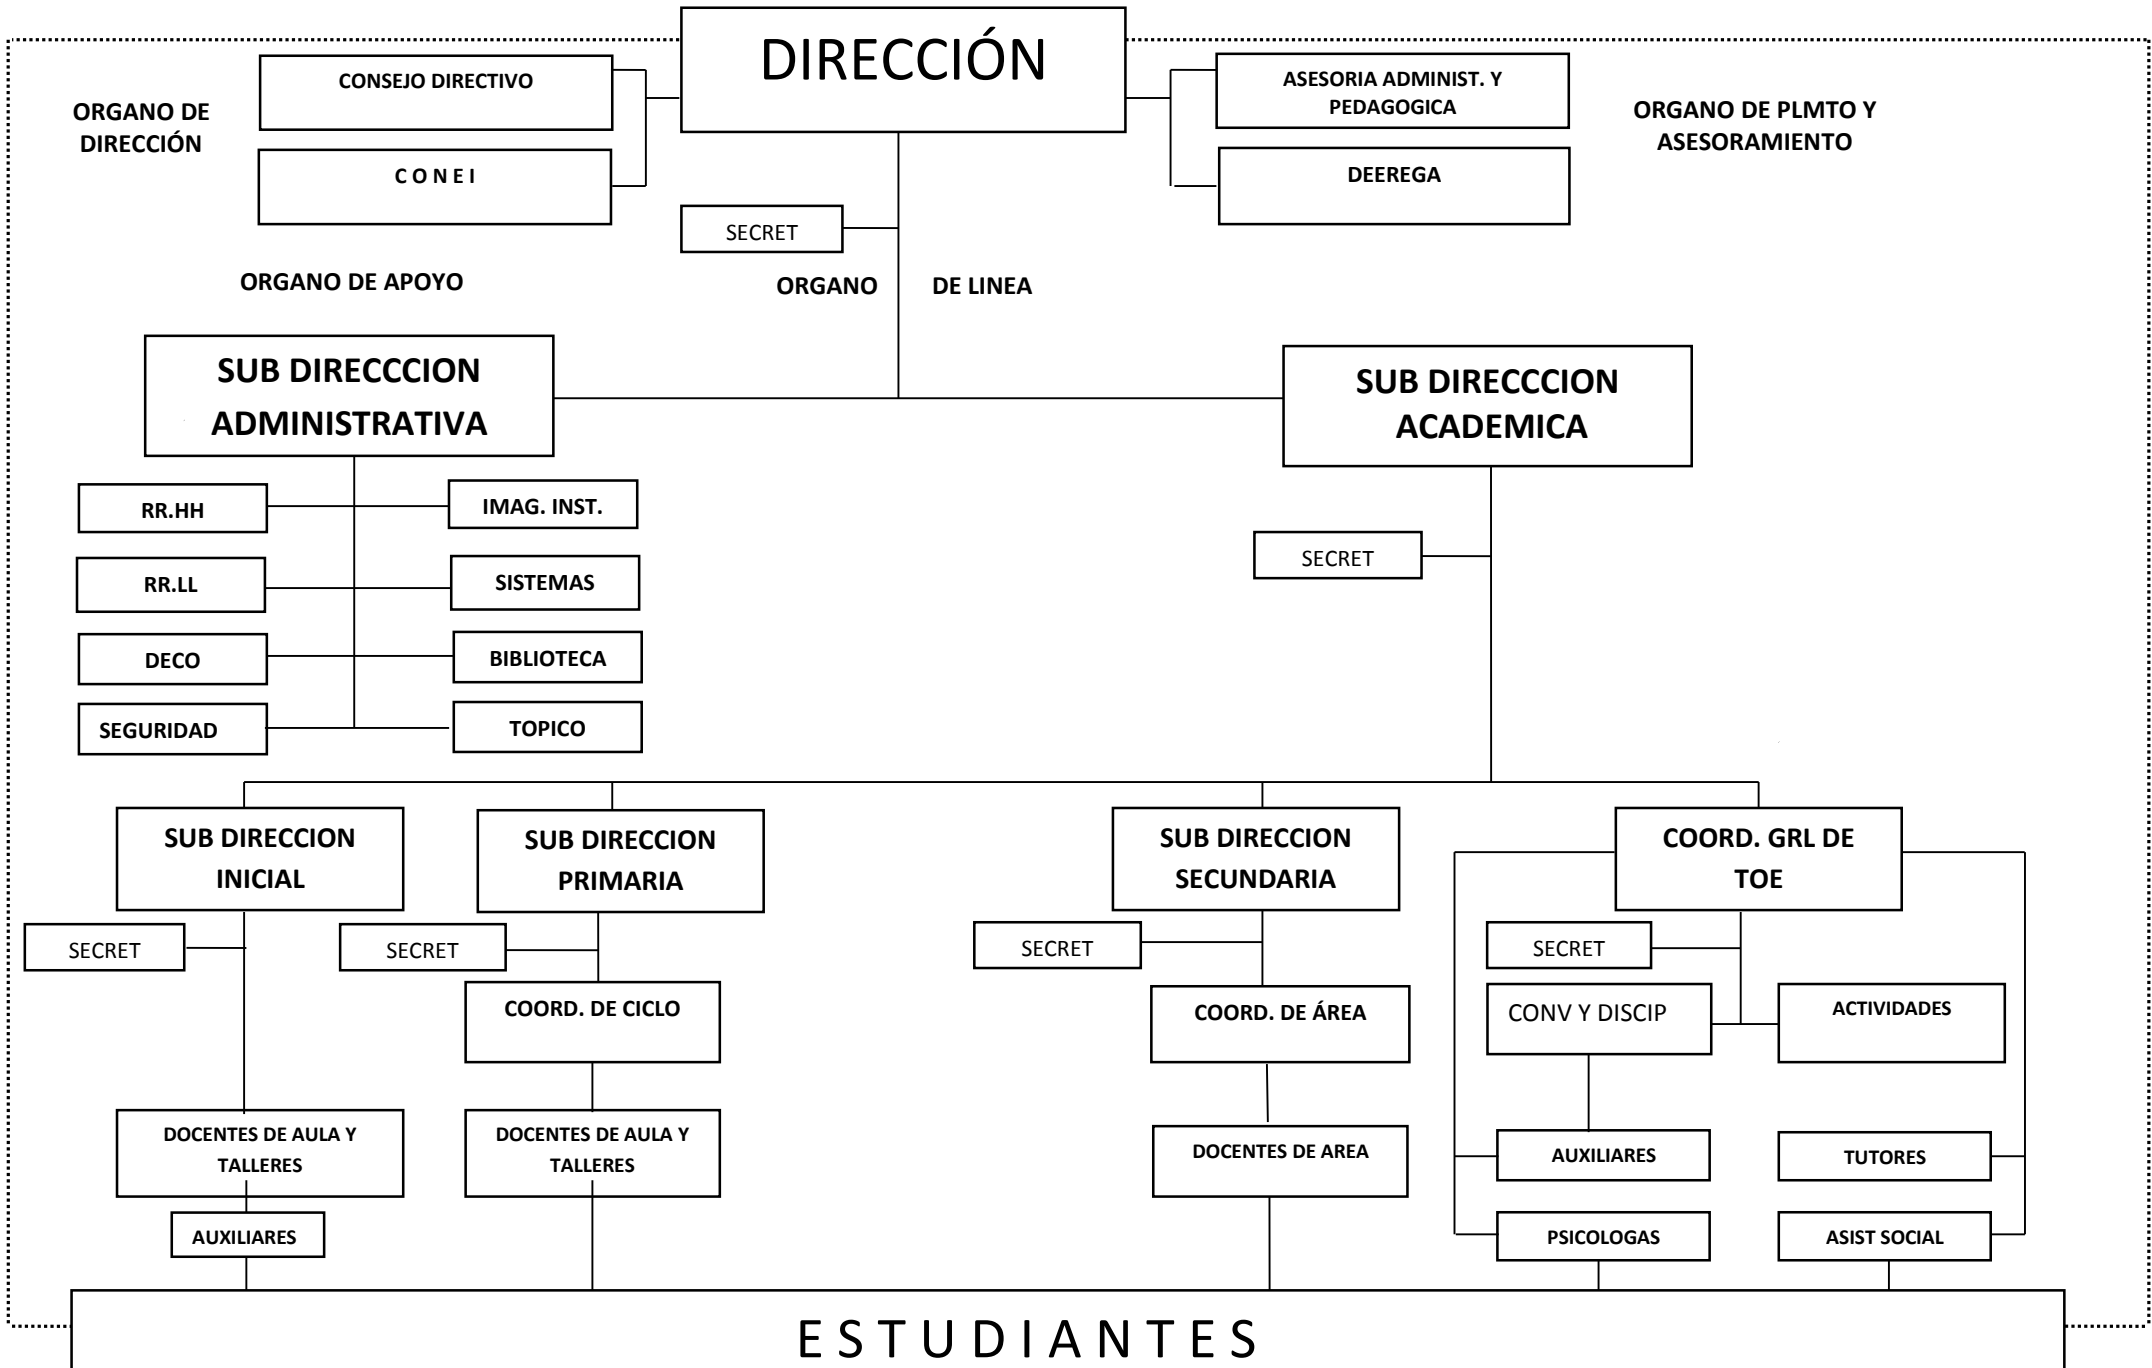 DIRECCIÓN
CONSEJO DIRECTIVO
ASESORIA ADMINIST. Y
PEDAGOGICA
ORGANO DE
DIRECCIÓN
ORGANO DE PLMTO Y
ASESORAMIENTO
C O N E I
DEEREGA
SECRET
ORGANO DE APOYO
ORGANO DE LINEA
SUB DIRECCCION
ADMINISTRATIVA
SUB DIRECCCION
ACADEMICA
RR.HH
IMAG. INST.
SECRET
RR.LL
SISTEMAS
DECO
BIBLIOTECA
SEGURIDAD
TOPICO
SUB DIRECCION
INICIAL
SUB DIRECCION
PRIMARIA
SUB DIRECCION
SECUNDARIA
COORD. GRL DE
TOE
SECRET
SECRET
SECRET
SECRET
COORD. DE CICLO
COORD. DE ÁREA
CONV Y DISCIP
ACTIVIDADES
DOCENTES DE AULA Y
TALLERES
DOCENTES DE AULA Y
TALLERES
DOCENTES DE AREA
AUXILIARES
TUTORES
AUXILIARES
PSICOLOGAS
ASIST SOCIAL
E S T U D I A N T E S